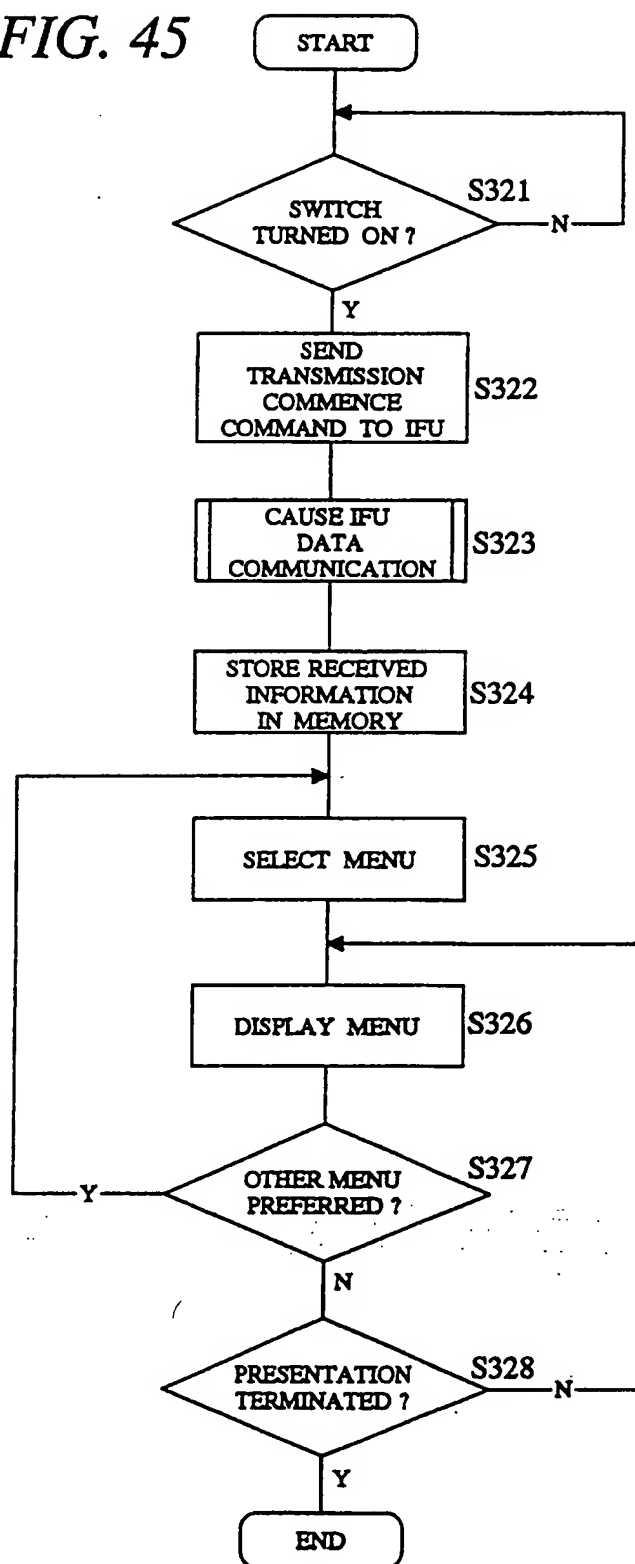 FIG. 45
START
SWITCH
TURNED ON ?
S321
N
Y
SEND
TRANSMISSION
COMMENCE
COMMAND TO IFU
S322
CAUSE IFU
DATA
COMMUNICATION
S323
STORE RECEIVED
INFORMATION
IN MEMORY
S324
SELECT MENU
S325
DISPLAY MENU
S326
OTHER MENU
PREFERRED ?
S327
Y
N
PRESENTATION
TERMINATED ?
S328
N
Y
END